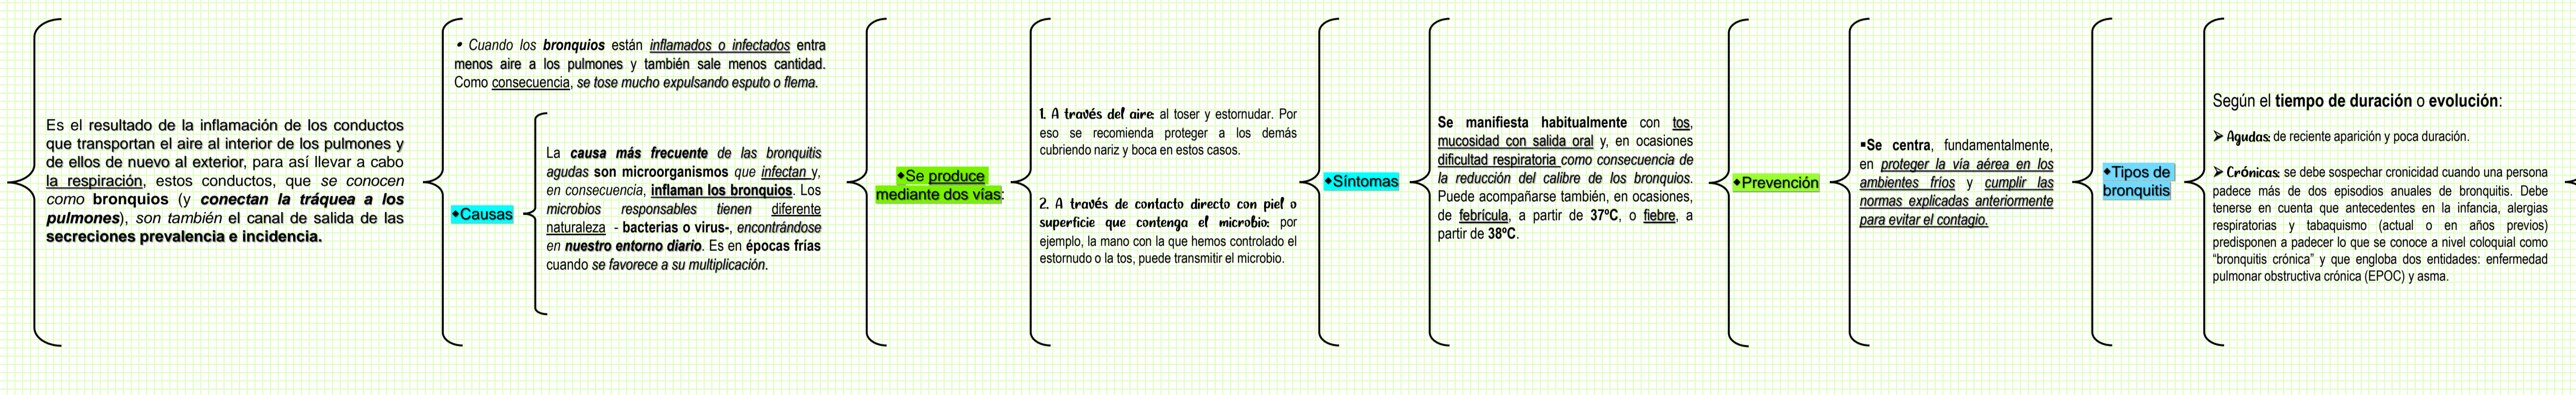 Es el resultado de la inflamación de los conductos
que transportan el aire al interior de los pulmones y
de ellos de nuevo al exterior, para así llevar a cabo
la respiración, estos conductos, que se conocen
como bronquios (y conectan la tráquea a los
pulmones), son también el canal de salida de las
secreciones prevalencia e incidencia.
• Cuando los bronquios están inflamados o infectados entra
menos aire a los pulmones y también sale menos cantidad.
Como consecuencia, se tose mucho expulsando esputo o flema.
◆Causas
La causa más frecuente de las bronquitis
agudas son microorganismos que infectan y,
en consecuencia, inflaman los bronquios. Los
microbios responsables tienen diferente
naturaleza - bacterias o virus-, encontrándose
en nuestro entorno diario. Es en épocas frías
cuando se favorece a su multiplicación.
◆Se produce
mediante dos vías:
1. A través del aire: al toser y estornudar. Por
eso se recomienda proteger a los demás
cubriendo nariz y boca en estos casos.
2. A través de contacto directo con piel o
superficie que contenga el microbio: por
ejemplo, la mano con la que hemos controlado el
estornudo o la tos, puede transmitir el microbio.
◆Síntomas
Se manifiesta habitualmente con tos,
mucosidad con salida oral y, en ocasiones
dificultad respiratoria como consecuencia de
la reducción del calibre de los bronquios.
Puede acompañarse también, en ocasiones,
de febrícula, a partir de 37ºC, o fiebre, a
partir de 38ºC.
◆Prevención
▪Se centra, fundamentalmente,
en proteger la vía aérea en los
ambientes fríos y cumplir las
normas explicadas anteriormente
para evitar el contagio.
◆Tipos de
bronquitis
Según el tiempo de duración o evolución:
➢ Agudas: de reciente aparición y poca duración.
➢ Crónicas: se debe sospechar cronicidad cuando una persona
padece más de dos episodios anuales de bronquitis. Debe
tenerse en cuenta que antecedentes en la infancia, alergias
respiratorias y tabaquismo (actual o en años previos)
predisponen a padecer lo que se conoce a nivel coloquial como
“bronquitis crónica” y que engloba dos entidades: enfermedad
pulmonar obstructiva crónica (EPOC) y asma.